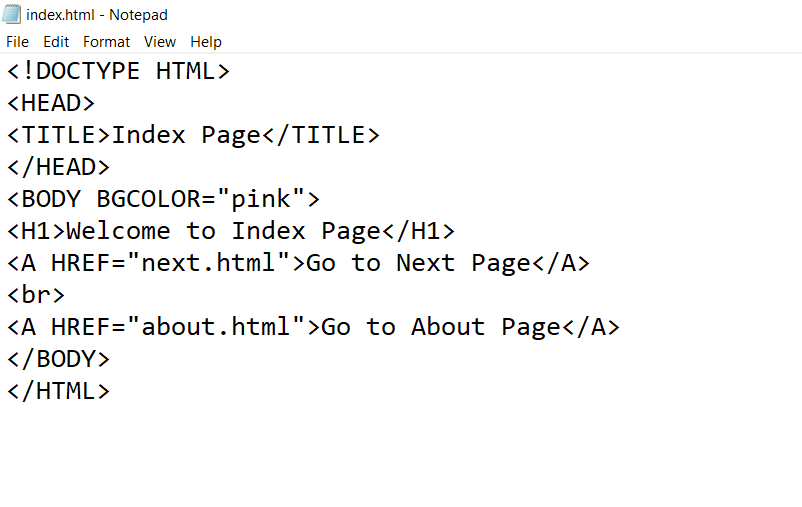 index.html - Notepad
File Edit Format View Help
<!DOCTYPE HTML>
<HEAD>
<TITLE>Index Page</TITLE>
</HEAD>
<BODY BGCOLOR="pink">
<H1>Welcome to Index Page</H1>
<A HREF="next.html">Go to Next Page</A>
<br>
<A HREF="about.html">Go to About Page</A>
</BODY>
</HTML>